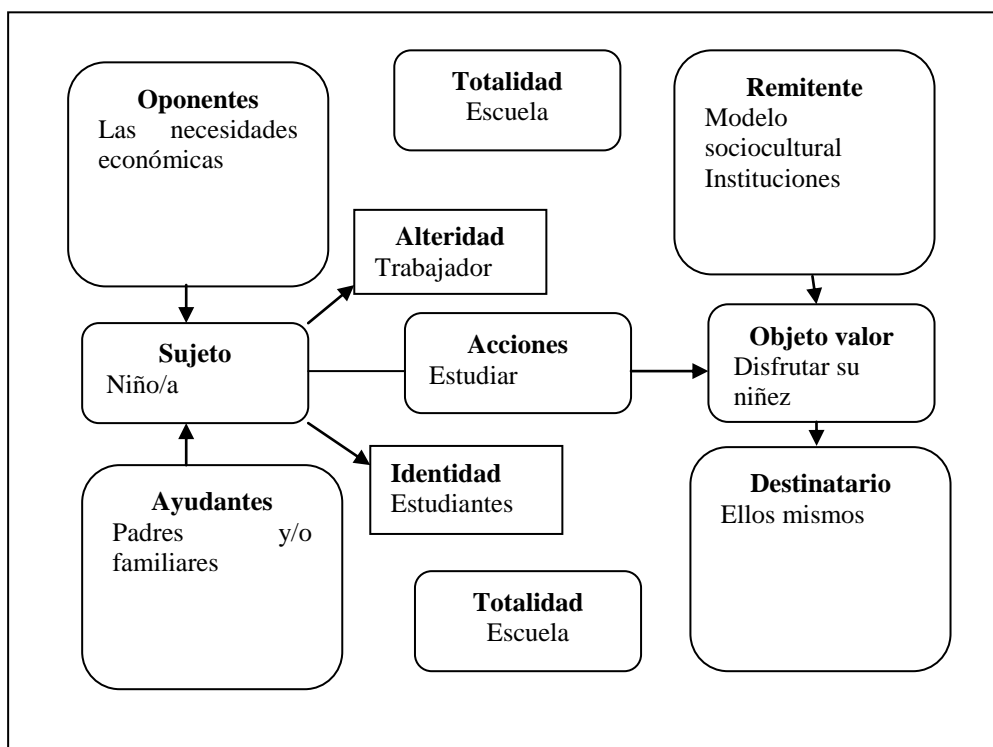 Oponentes
Las necesidades
económicas
Totalidad
Escuela
Remitente
Modelo
sociocultural
Instituciones
Alteridad
Trabajador
Sujeto
Niño/a
Acciones
Estudiar
Objeto valor
Disfrutar su
niñez
Identidad
Estudiantes
Ayudantes
Padres y/o
familiares
Destinatario
Ellos mismos
Totalidad
Escuela